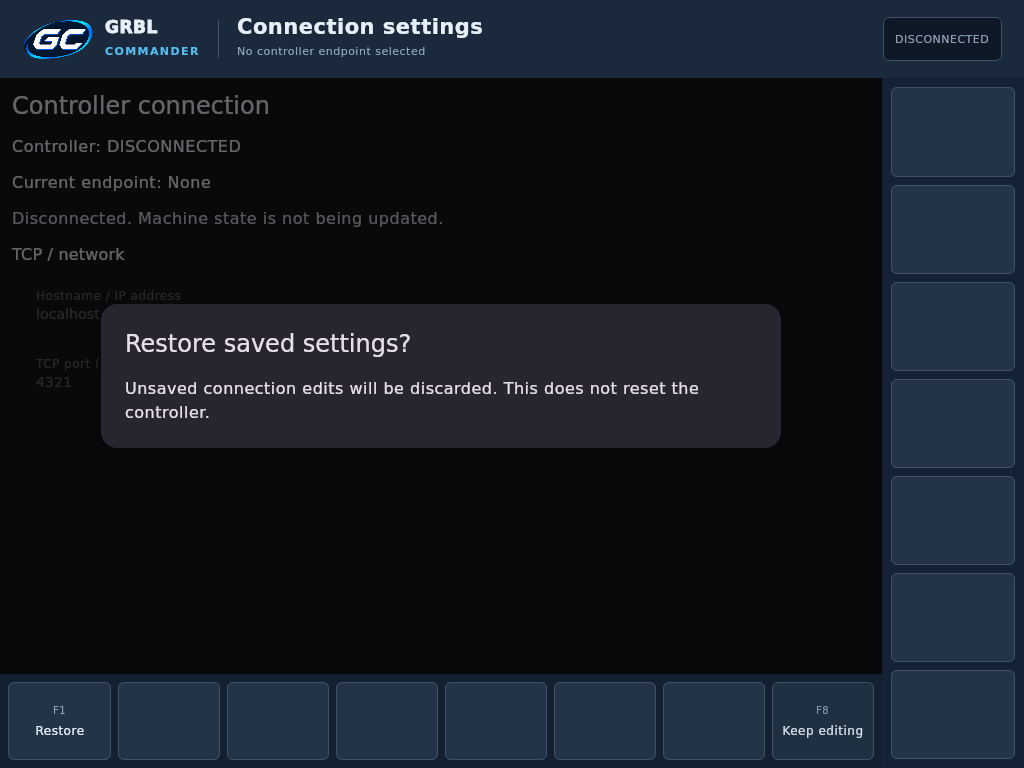 GC
GRBL
COMMANDER
Connection settings
No controller endpoint selected
DISCONNECTED
Controller connection
Controller: DISCONNECTED
Current endpoint: None
Disconnected. Machine state is not being updated.
TCP / network
Hostname / IP address
localhost
TCP port (
4321
Restore saved settings?
Unsaved connection edits will be discarded. This does not reset the
controller.
F1
Restore
F8
Keep editing